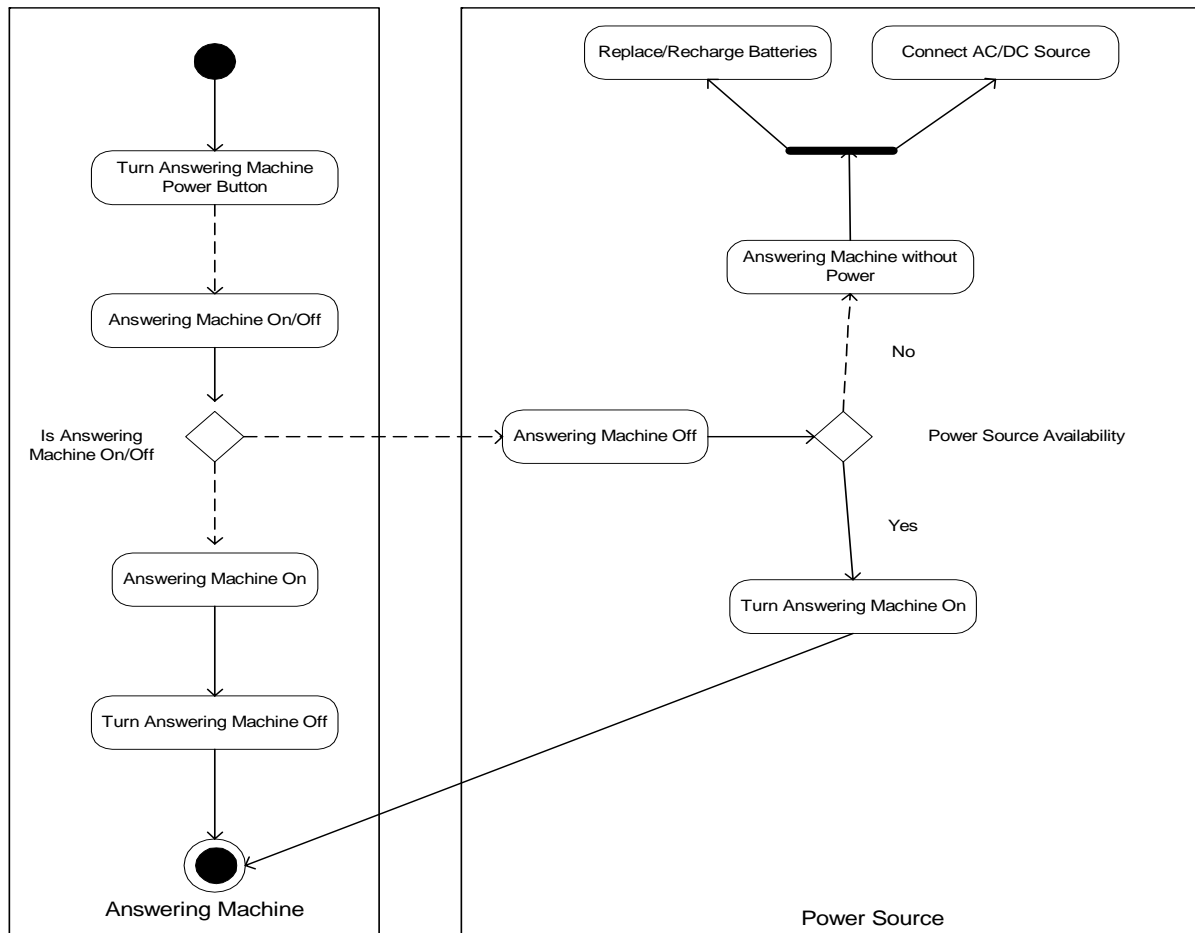 Turn Answering Machine
Power Button
Answering Machine On/Off
Is Answering
Machine On/Off
Answering Machine On
Turn Answering Machine Off
Answering Machine
Replace/Recharge Batteries
Connect AC/DC Source
Answering Machine without
Power
No
Answering Machine Off
Power Source Availability
Yes
Turn Answering Machine On
Power Source